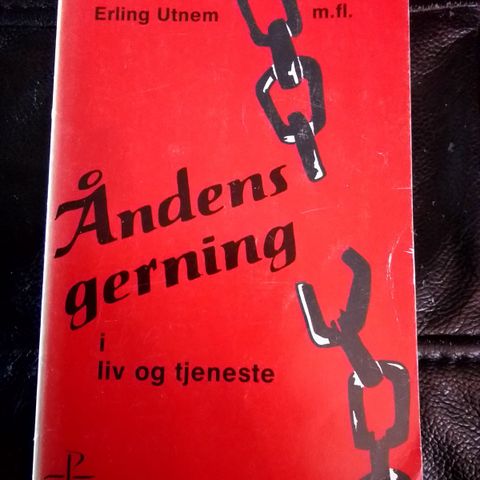 Erling Utnem m.fl.
Åndens
gerning
i
liv og tjeneste